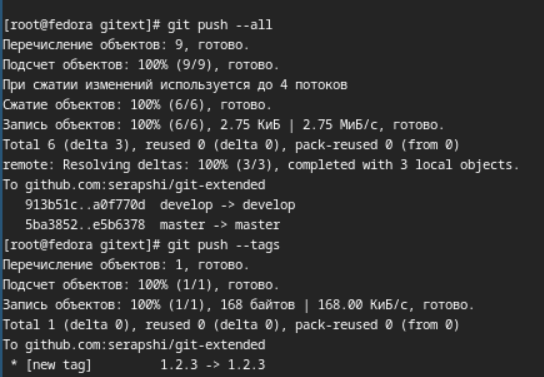 [root@fedora gitext]# git push --all
Перечисление объектов: 9, готово.
Подсчет объектов: 100% (9/9), готово.
При сжатии изменений используется до 4 потоков
Сжатие объектов: 100% (6/6), готово.
Запись объектов: 100% (6/6), 2.75 КиБ | 2.75 МиБ/с, готово.
Total 6 (delta 3), reused 0 (delta 0), pack-reused 0 (from 0)
remote: Resolving deltas: 100% (3/3), completed with 3 local objects.
To github.com:serapshi/git-extended
   913b51c..a0f770d  develop -> develop
   5ba3852..e5b6378  master -> master
[root@fedora gitext]# git push --tags
Перечисление объектов: 1, готово.
Подсчет объектов: 100% (1/1), готово.
Запись объектов: 100% (1/1), 168 байтов | 168.00 КиБ/с, готово.
Total 1 (delta 0), reused 0 (delta 0), pack-reused 0 (from 0)
To github.com:serapshi/git-extended
 * [new tag]         1.2.3 -> 1.2.3